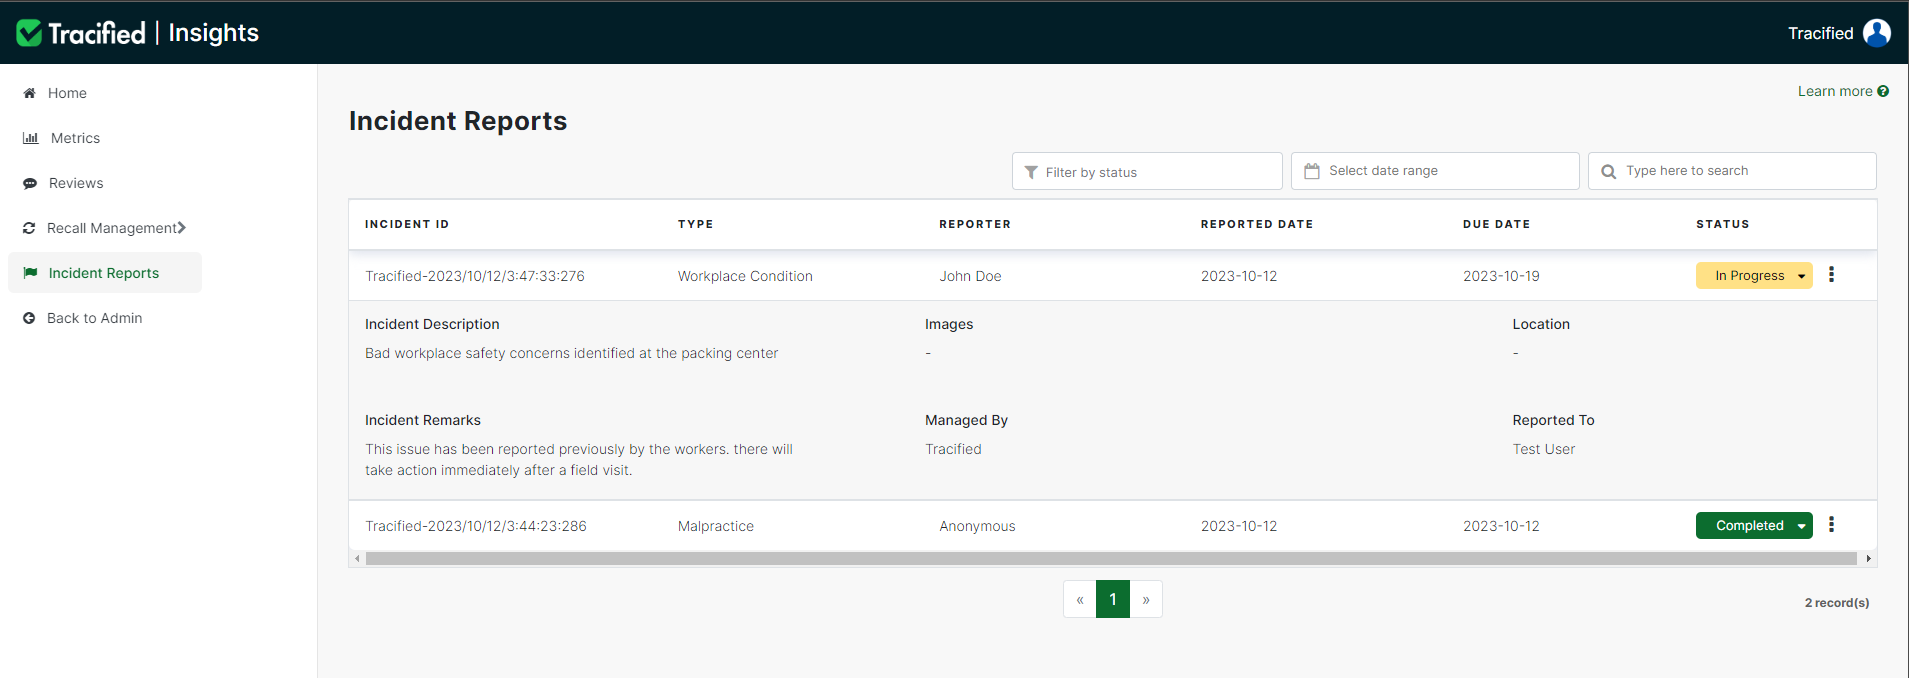 Tracified | Insights
Tracified
Home
Metrics
Reviews
Recall Management
Incident Reports
Back to Admin
Learn more
Incident Reports
Filter by status
Select date range
Type here to search
INCIDENT ID TYPE REPORTER REPORTED DATE DUE DATE STATUS
Tracified-2023/10/12/3:47:33:276 Workplace Condition John Doe 2023-10-12 2023-10-19 In Progress
Incident Description Images Location
Bad workplace safety concerns identified at the packing center - -
Incident Remarks Managed By Reported To
This issue has been reported previously by the workers. there will Tracified Test User
take action immediately after a field visit.
Tracified-2023/10/12/3:44:23:286 Malpractice Anonymous 2023-10-12 2023-10-12 Completed
« 1 »
2 record(s)